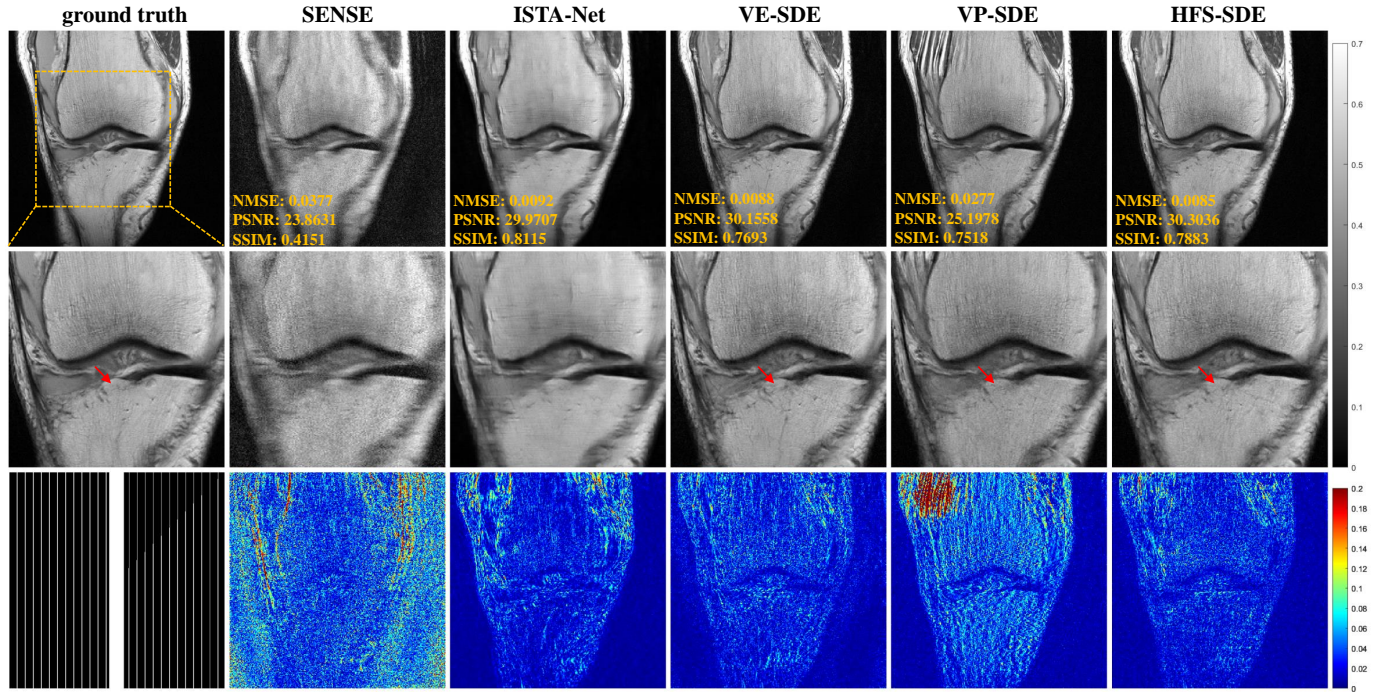 ground truth SENSE ISTA-Net VE-SDE VP-SDE HFS-SDE
NMSE: 0.0377
PSNR: 23.8631
SSIM: 0.4151
NMSE: 0.0092
PSNR: 29.9707
SSIM: 0.8115
NMSE: 0.0088
PSNR: 30.1558
SSIM: 0.7693
NMSE: 0.0277
PSNR: 25.1978
SSIM: 0.7518
NMSE: 0.0085
PSNR: 30.3036
SSIM: 0.7883
0.7
0.6
0.5
0.4
0.3
0.2
0.1
0
0.2
0.18
0.16
0.14
0.12
0.1
0.08
0.06
0.04
0.02
0